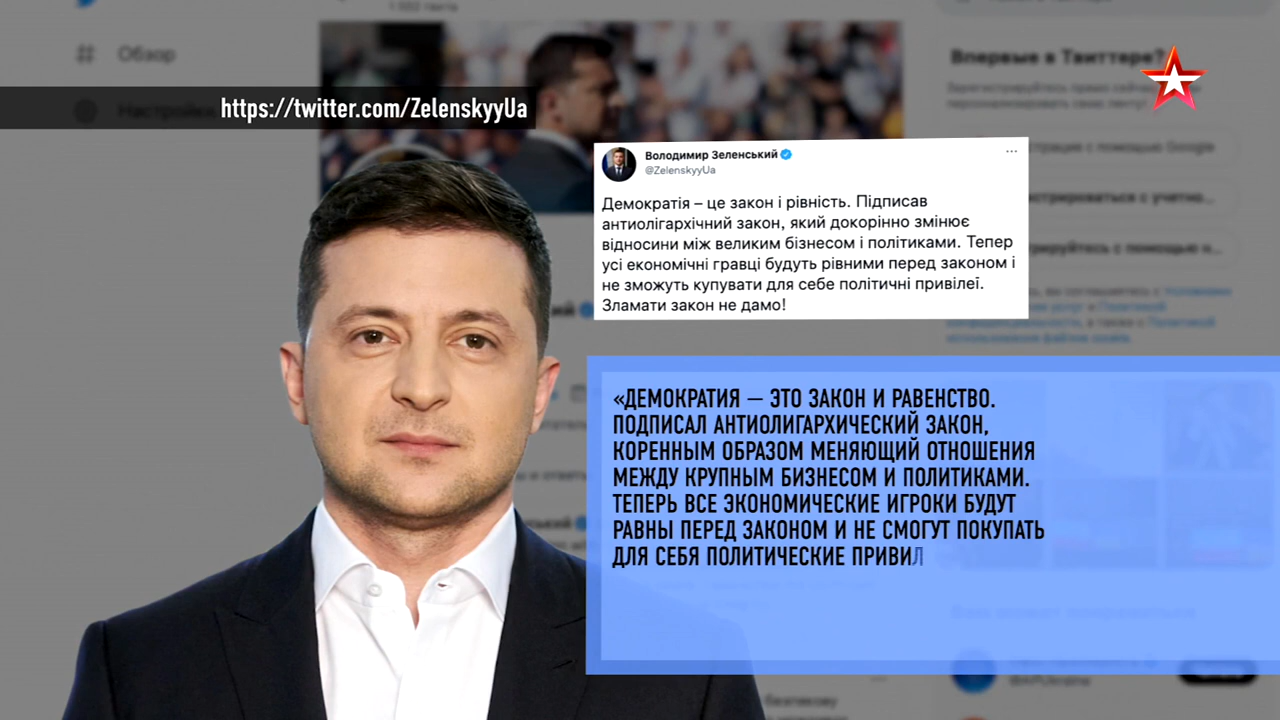 Обзор
Впервые в Твиттере?
https://twitter.com/ZelenskyyUa
Володимир Зеленський
@ZelenskyyUa
Демократія – це закон і рівність. Підписав
антиолігархічний закон, який докорінно змінює
відносини між великим бізнесом і політиками. Тепер
усі економічні гравці будуть рівними перед законом і
не зможуть купувати для себе політичні привілеї.
Зламати закон не дамо!
«ДЕМОКРАТИЯ — ЭТО ЗАКОН И РАВЕНСТВО.
ПОДПИСАЛ АНТИОЛИГАРХИЧЕСКИЙ ЗАКОН,
КОРЕННЫМ ОБРАЗОМ МЕНЯЮЩИЙ ОТНОШЕНИЯ
МЕЖДУ КРУПНЫМ БИЗНЕСОМ И ПОЛИТИКАМИ.
ТЕПЕРЬ ВСЕ ЭКОНОМИЧЕСКИЕ ИГРОКИ БУДУТ
РАВНЫ ПЕРЕД ЗАКОНОМ И НЕ СМОГУТ ПОКУПАТЬ
ДЛЯ СЕБЯ ПОЛИТИЧЕСКИЕ ПРИВИЛ